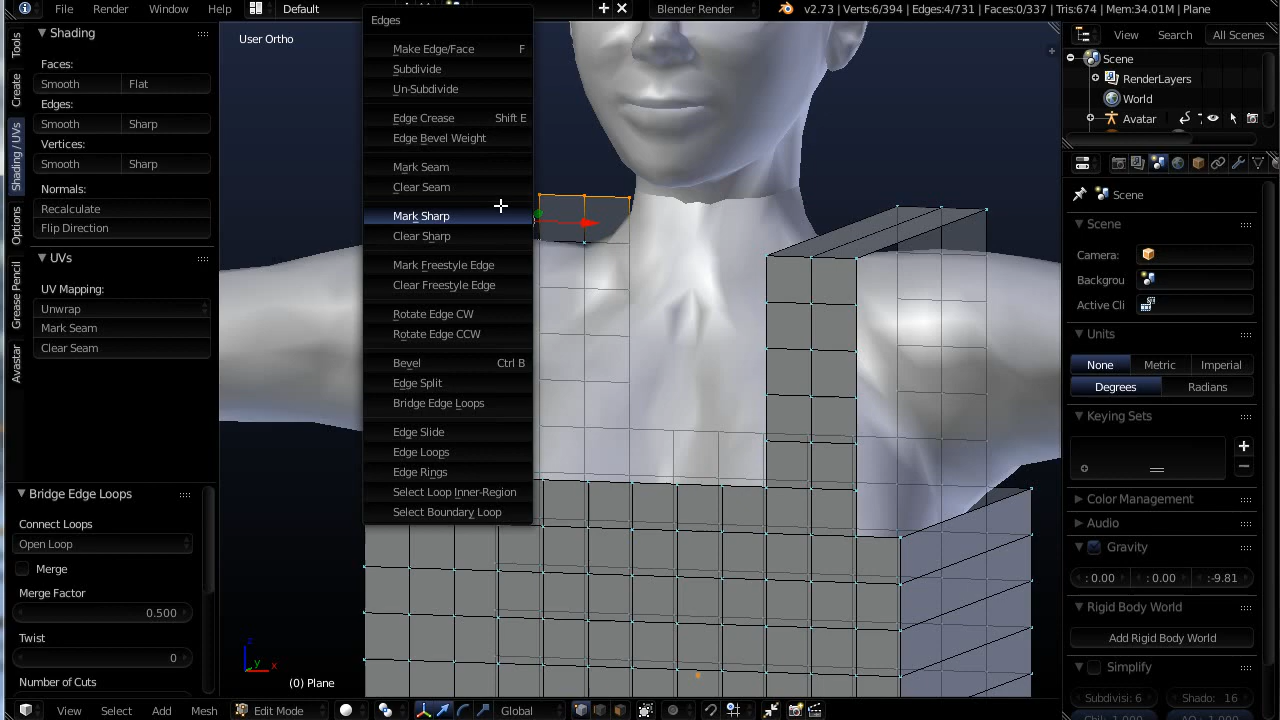 File Render Window Help Default Blender Render v2.73 | Verts:6/394 | Edges:4/731 | Faces:0/337 | Tris:674 | Mem:34.01M | Plane
Tools
Create
Shading / UVs
Options
Grease Pencil
Avastar
Shading
Faces:
Smooth Flat
Edges:
Smooth Sharp
Vertices:
Smooth Sharp
Normals:
Recalculate
Flip Direction
UVs
UV Mapping:
Unwrap
Mark Seam
Clear Seam
Bridge Edge Loops
Connect Loops
Open Loop
Merge
Merge Factor
0.500
Twist
0
Number of Cuts
User Ortho
Edges
Make Edge/Face F
Subdivide
Un-Subdivide
Edge Crease Shift E
Edge Bevel Weight
Mark Seam
Clear Seam
Mark Sharp
Clear Sharp
Mark Freestyle Edge
Clear Freestyle Edge
Rotate Edge CW
Rotate Edge CCW
Bevel Ctrl B
Edge Split
Bridge Edge Loops
Edge Slide
Edge Loops
Edge Rings
Select Loop Inner-Region
Select Boundary Loop
z
y x
(0) Plane
View Select Add Mesh Edit Mode Global
View Search All Scenes
Scene
RenderLayers
World
Avatar
Scene
Scene
Camera:
Backgrou
Active Cli
Units
None Metric Imperial
Degrees Radians
Keying Sets
Color Management
Audio
Gravity
: 0.00 : 0.00 :-9.81
Rigid Body World
Add Rigid Body World
Simplify
Subdivisi: 6 Shado: 16